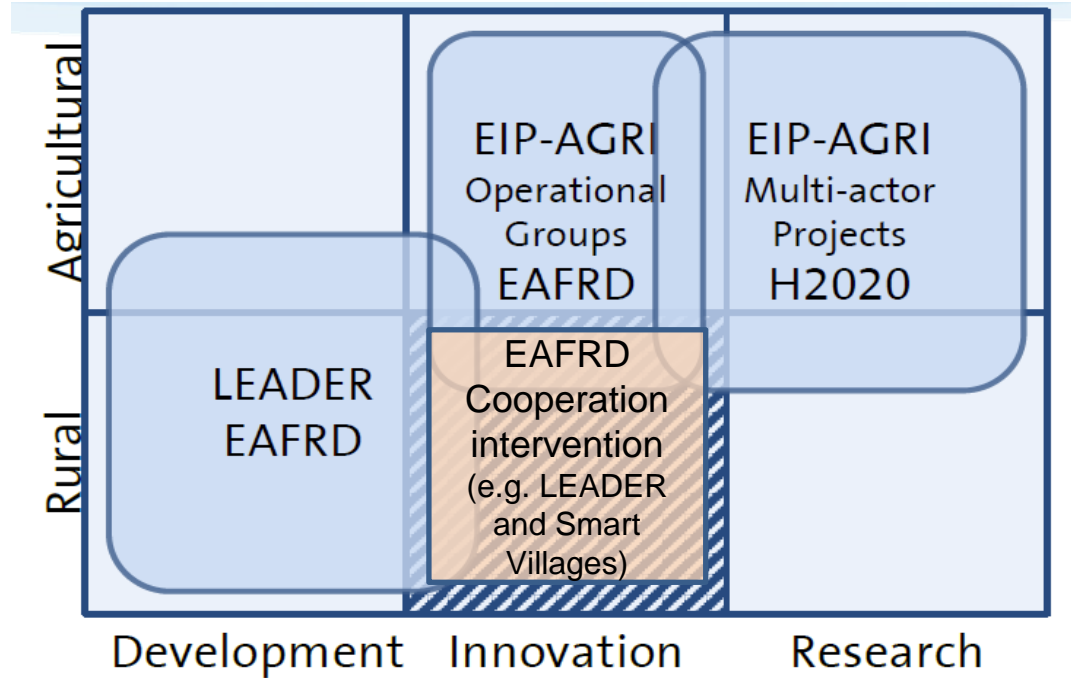 Agricultural
EIP-AGRI
Operational
Groups
EAFRD
EIP-AGRI
Multi-actor
Projects
H2020
Rural
LEADER
EAFRD
EAFRD
Cooperation
intervention
(e.g. LEADER
and Smart
Villages)
Development
Innovation
Research